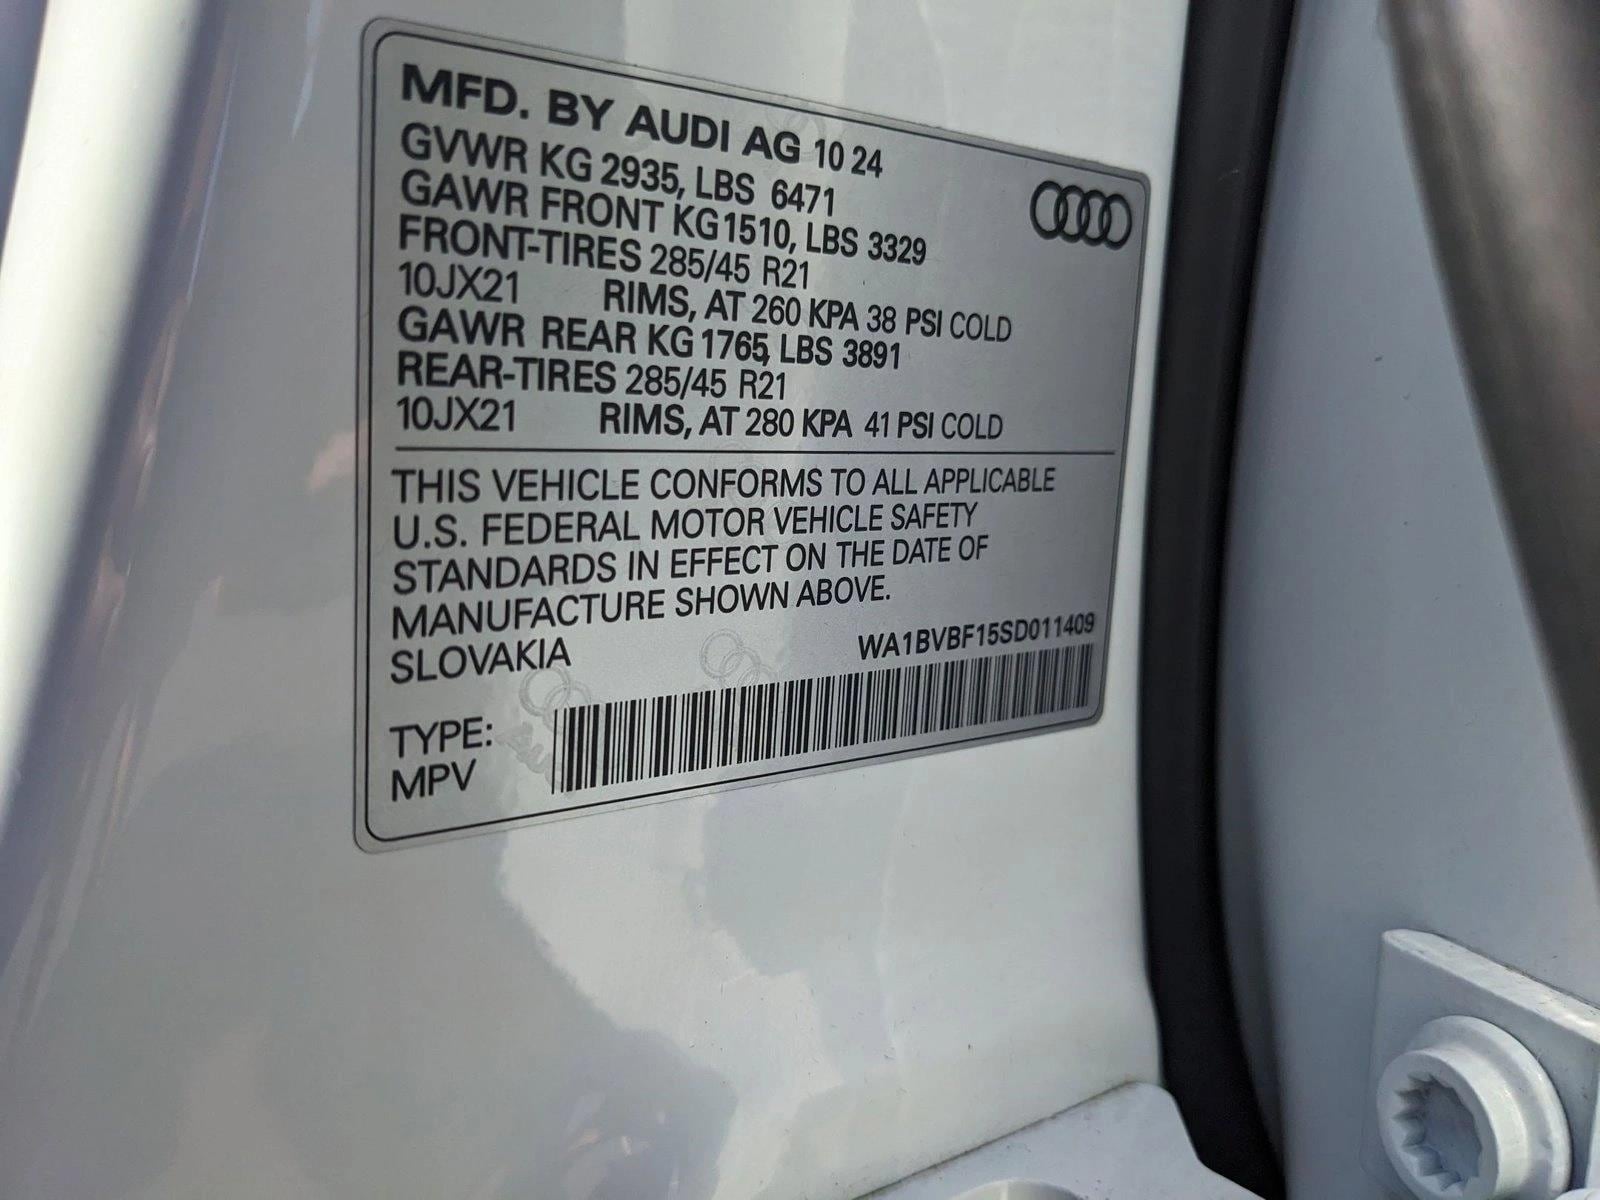 MFD. BY AUDI AG 10 24
GVWR KG 2935, LBS 6471
GAWR FRONT KG 1510, LBS 3329
FRONT-TIRES 285/45 R21
10JX21 RIMS, AT 260 KPA 38 PSI COLD
GAWR REAR KG 1765, LBS 3891
REAR-TIRES 285/45 R21
10JX21 RIMS, AT 280 KPA 41 PSI COLD
THIS VEHICLE CONFORMS TO ALL APPLICABLE
U.S. FEDERAL MOTOR VEHICLE SAFETY
STANDARDS IN EFFECT ON THE DATE OF
MANUFACTURE SHOWN ABOVE.
SLOVAKIA WA1BVBF15SD011409
TYPE:
MPV